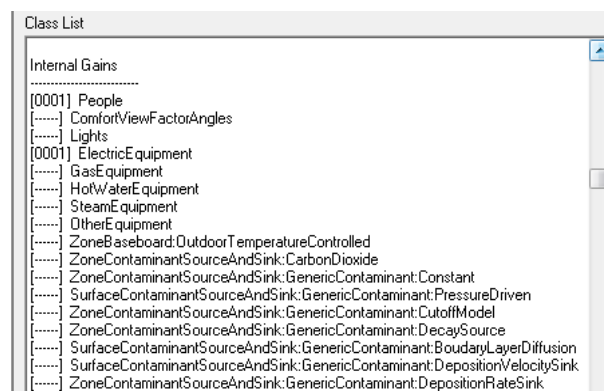 Class List
Internal Gains
-------------------------
[0001] People
[------] ComfortViewFactorAngles
[------] Lights
[0001] ElectricEquipment
[------] GasEquipment
[------] HotWaterEquipment
[------] SteamEquipment
[------] OtherEquipment
[------] ZoneBaseboard:OutdoorTemperatureControlled
[------] ZoneContaminantSourceAndSink:CarbonDioxide
[------] ZoneContaminantSourceAndSink:GenericContaminant:Constant
[------] SurfaceContaminantSourceAndSink:GenericContaminant:PressureDriven
[------] ZoneContaminantSourceAndSink:GenericContaminant:CutoffModel
[------] ZoneContaminantSourceAndSink:GenericContaminant:DecaySource
[------] SurfaceContaminantSourceAndSink:GenericContaminant:BoudaryLayerDiffusion
[------] SurfaceContaminantSourceAndSink:GenericContaminant:DepositionVelocitySink
[------] ZoneContaminantSourceAndSink:GenericContaminant:DepositionRateSink